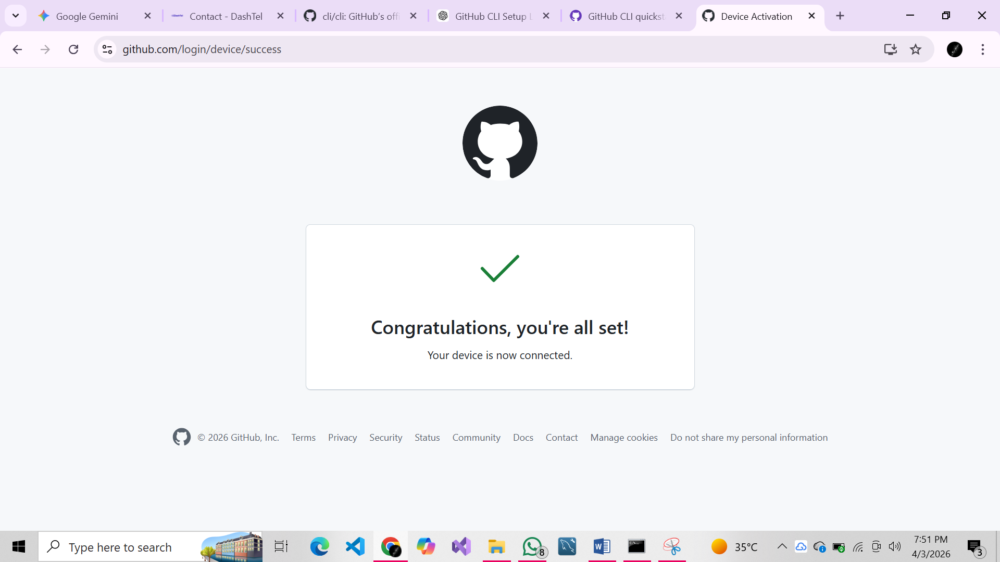 Google Gemini
Contact - DashTel
cli/cli: GitHub's offi
GitHub CLI Setup
GitHub CLI quickst
Device Activation
github.com/login/device/success
Congratulations, you're all set!
Your device is now connected.
© 2026 GitHub, Inc. Terms Privacy Security Status Community Docs Contact Manage cookies Do not share my personal information
Type here to search
8
35°C
7:51 PM
4/3/2026
3